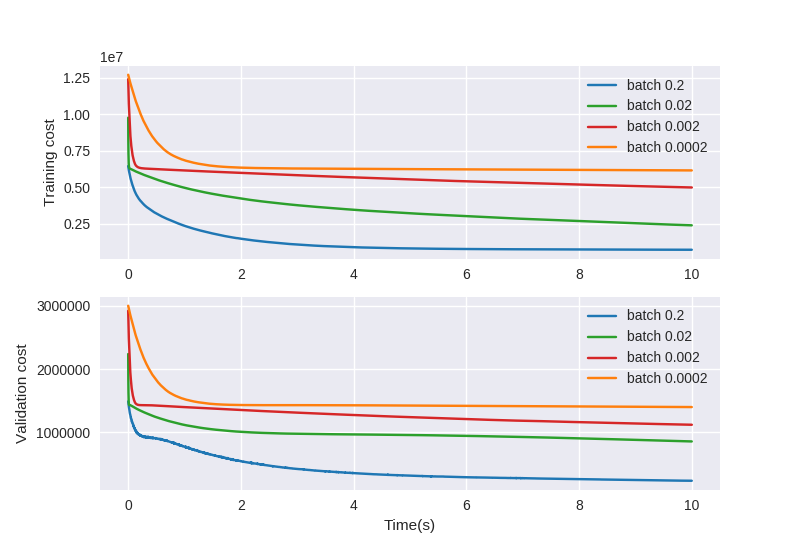 1e7
1.25
1.00
0.75
0.50
0.25
Training cost
batch 0.2
batch 0.02
batch 0.002
batch 0.0002
0 2 4 6 8 10
3000000
2000000
1000000
Validation cost
batch 0.2
batch 0.02
batch 0.002
batch 0.0002
0 2 4 6 8 10
Time(s)